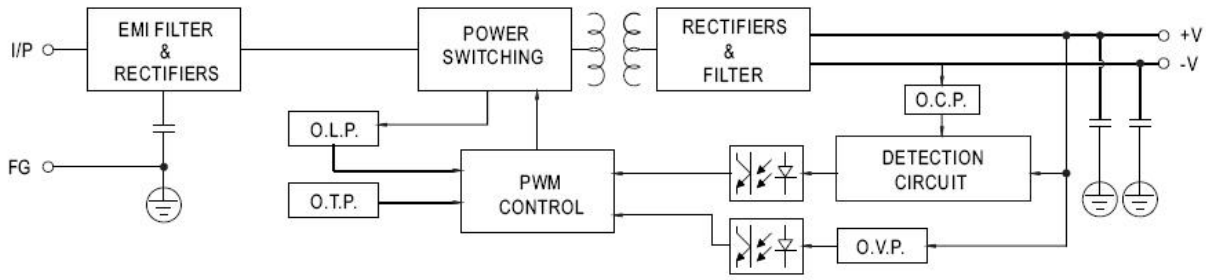 I/P
EMI FILTER
&
RECTIFIERS
POWER
SWITCHING
RECTIFIERS
&
FILTER
+V
-V
O.C.P.
O.L.P.
FG
O.T.P.
PWM
CONTROL
DETECTION
CIRCUIT
O.V.P.